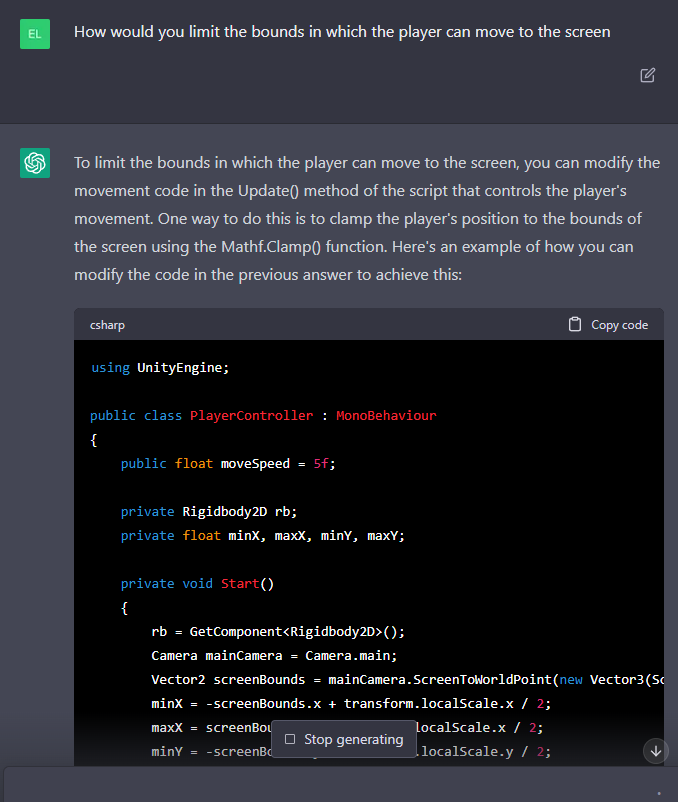 EL
How would you limit the bounds in which the player can move to the screen
To limit the bounds in which the player can move to the screen, you can modify the
movement code in the Update() method of the script that controls the player's
movement. One way to do this is to clamp the player's position to the bounds of
the screen using the Mathf.Clamp() function. Here's an example of how you can
modify the code in the previous answer to achieve this:
csharp Copy code
using UnityEngine;
public class PlayerController : MonoBehaviour
{
public float moveSpeed = 5f;
private Rigidbody2D rb;
private float minX, maxX, minY, maxY;
private void Start()
{
rb = GetComponent<Rigidbody2D>();
Camera mainCamera = Camera.main;
Vector2 screenBounds = mainCamera.ScreenToWorldPoint(new Vector3(Sc
minX = -screenBounds.x + transform.localScale.x / 2;
maxX = screenBou localScale.x / 2;
minY = -screenBo .localScale.y / 2;
Stop generating